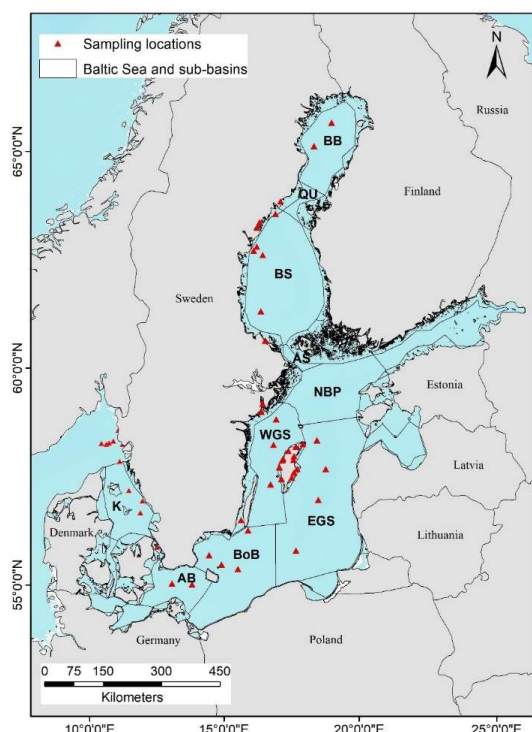 Sampling locations
Baltic Sea and sub-basins
N
Russia
65°0'0"N
BB
QU
Finland
BS
Sweden
60°0'0"N
AS
NBP
Estonia
WGS
Latvia
K
EGS
Denmark
Lithuania
BoB
55°0'0"N
AB
Germany
Poland
0 75 150 300 450
Kilometers
10°0'0"E 15°0'0"E 20°0'0"E 25°0'0"E